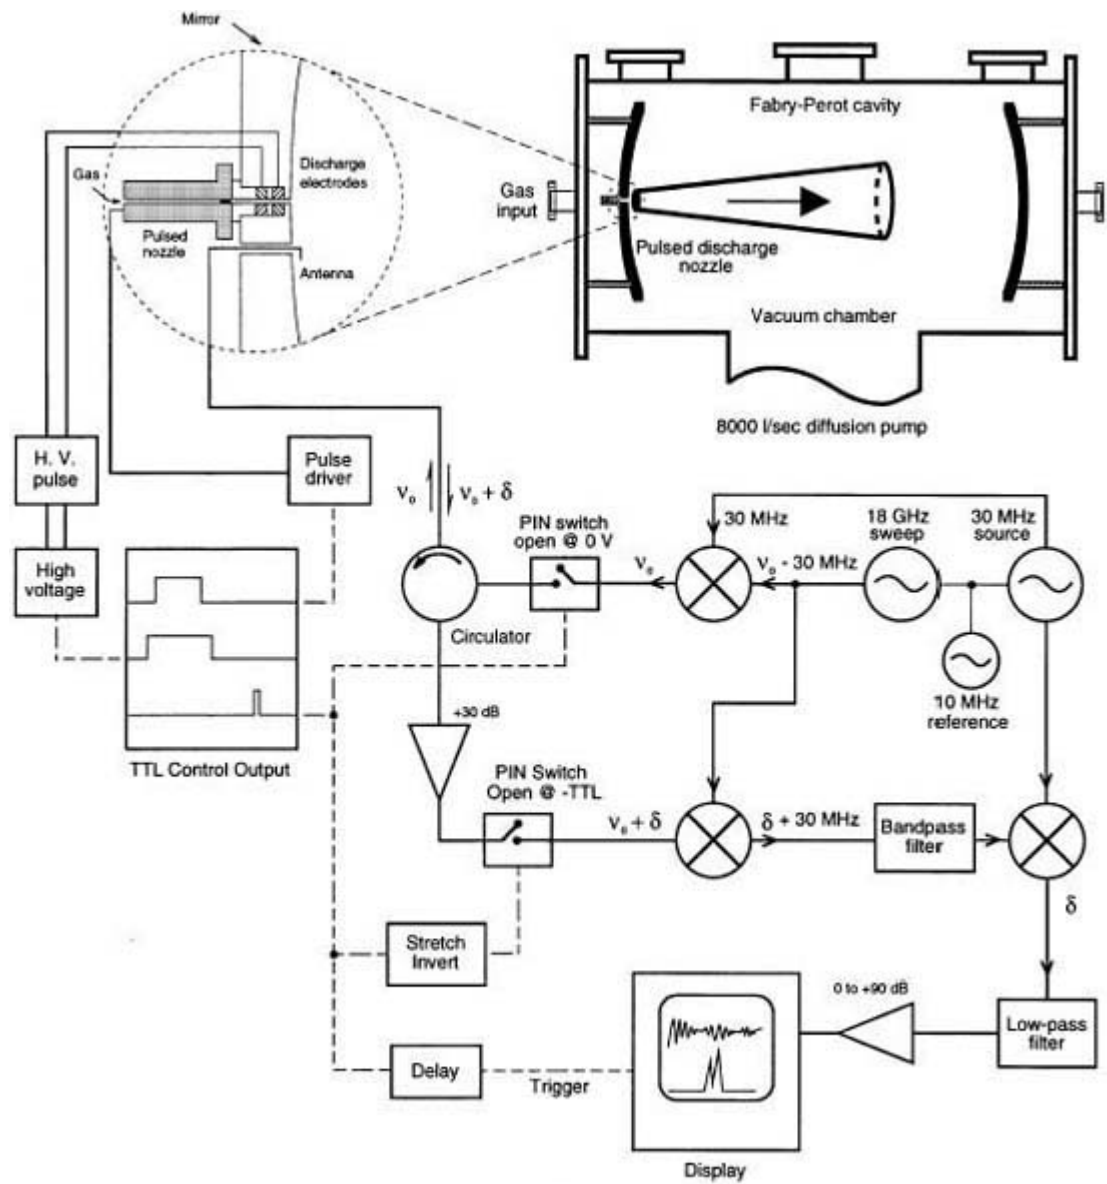 Mirror
Fabry-Perot cavity
Gas
Discharge
electrodes
Gas
input
Pulsed
nozzle
Pulsed discharge
nozzle
Antenna
Vacuum chamber
8000 l/sec diffusion pump
H. V.
pulse
Pulse
driver
ν₀
ν₀ + δ
PIN switch
open @ 0 V
30 MHz
18 GHz
sweep
30 MHz
source
High
voltage
ν₀
ν₀ - 30 MHz
Circulator
10 MHz
reference
+30 dB
TTL Control Output
PIN Switch
Open @ -TTL
ν₀ + δ
δ + 30 MHz
Bandpass
filter
δ
Stretch
Invert
0 to +90 dB
Low-pass
filter
Delay
Trigger
Display